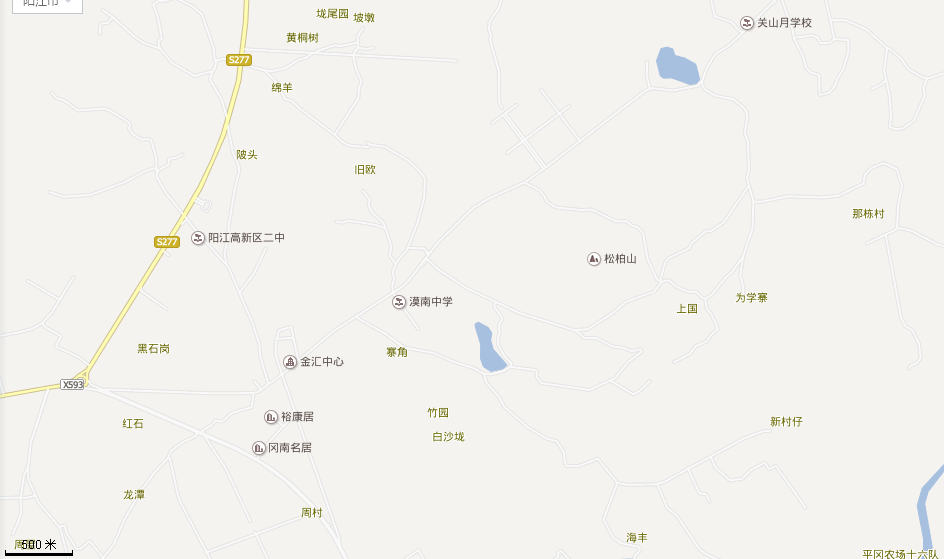 阳江市
垅尾园
坡墩
关山月学校
黄桐树
S277
绵羊
陂头
旧欧
那栋村
S277
阳江高新区二中
松柏山
漠南中学
上国
为学寨
黑石岗
寨角
金汇中心
X593
竹园
裕康居
红石
新村仔
白沙垅
冈南名居
龙潭
周村
海丰
500 米
平冈农场十六队